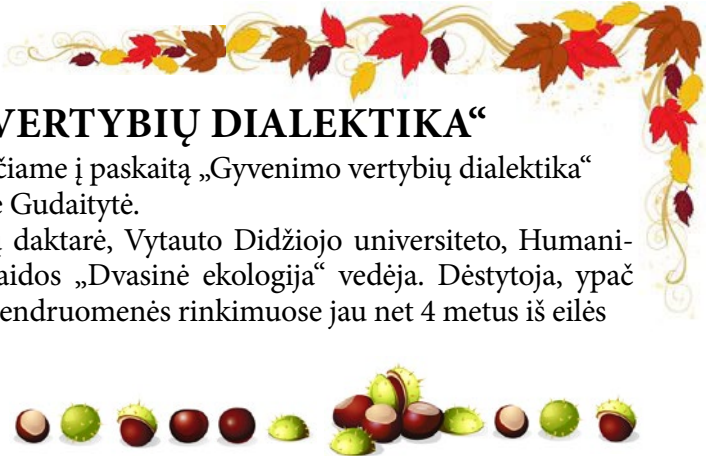 VERTYBIŲ DIALEKTIKA“
čiame į paskaitą „Gyvenimo vertybių dialektika“
e Gudaitytė.
ų daktarė, Vytauto Didžiojo universiteto, Humani-
aidos „Dvasinė ekologija“ vedėja. Dėstytoja, ypač
endruomenės rinkimuose jau net 4 metus iš eilės